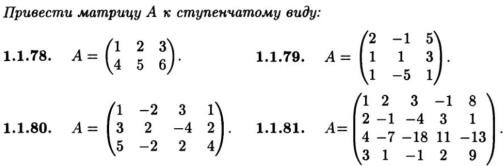 Привести матрицу A к ступенчатому виду:
1.1.78. A = (1 2 3
4 5 6).
1.1.79. A = (2 -1 5
1 1 3
1 -5 1).
1.1.80. A = (1 -2 3 1
3 2 -4 2
5 -2 2 4).
1.1.81. A= (1 2 3 -1 8
2 -1 -4 3 1
4 -7 -18 11 -13
3 1 -1 2 9).